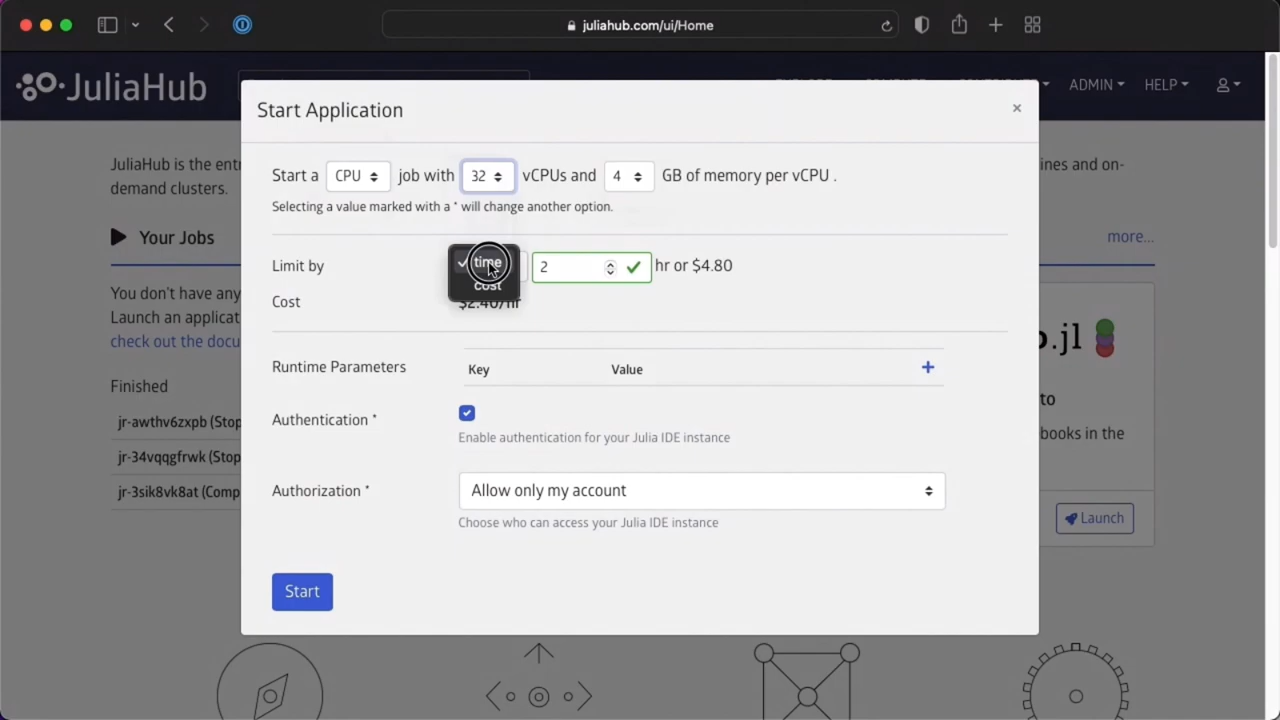 juliahub.com/ui/Home
JuliaHub
ADMIN
HELP
JuliaHub is the ent
ines and on-
demand clusters.
Your Jobs
more...
You don't have any
Launch an applicat
check out the docu
Finished
jr-awthv6zxpb (Stop
jr-34vqqgfrwk (Stop
jr-3sik8vk8at (Comp
o.jl
to
books in the
Launch
Start Application
×
Start a CPU job with 32 vCPUs and 4 GB of memory per vCPU .
Selecting a value marked with a * will change another option.
Limit by time 2 hr or $4.80
cost
Cost $2.40/hr
Runtime Parameters Key Value +
Authentication *
Enable authentication for your Julia IDE instance
Authorization * Allow only my account
Choose who can access your Julia IDE instance
Start